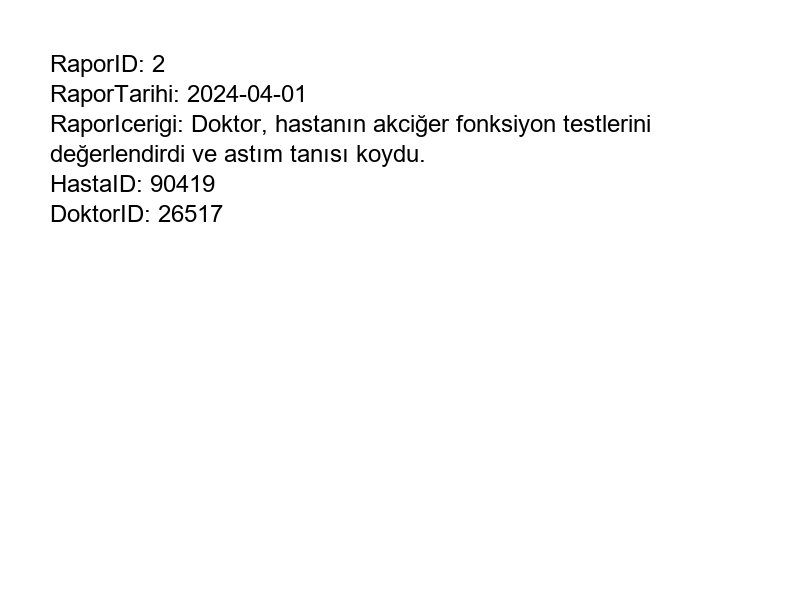 RaporID: 2
RaporTarihi: 2024-04-01
RaporIcerigi: Doktor, hastanın akciğer fonksiyon testlerini
değerlendirdi ve astım tanısı koydu.
HastaID: 90419
DoktorID: 26517